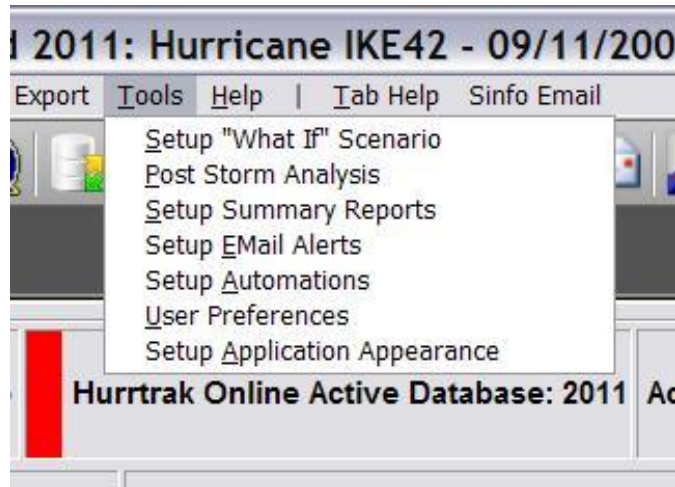 2011: Hurricane IKE42 - 09/11/200
Export Tools Help | Tab Help Sinfo Email
Setup "What If" Scenario
Post Storm Analysis
Setup Summary Reports
Setup EMail Alerts
Setup Automations
User Preferences
Setup Application Appearance
Hurrtrak Online Active Database: 2011